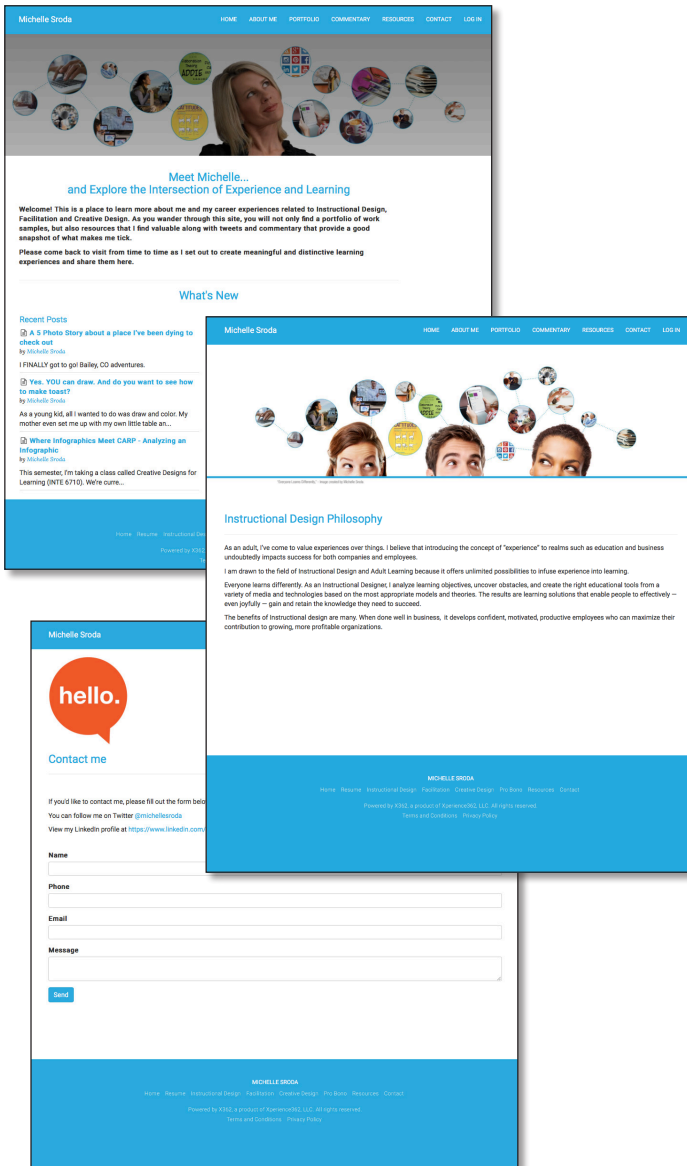 Michelle Sroda
HOME ABOUT ME PORTFOLIO COMMENTARY RESOURCES CONTACT LOG IN
ADDIE
Meet Michelle...
and Explore the Intersection of Experience and Learning
Welcome! This is a place to learn more about me and my career experiences related to Instructional Design,
Facilitation and Creative Design. As you wander through this site, you will not only find a portfolio of work
samples, but also resources that I find valuable along with tweets and commentary that provide a good
snapshot of what makes me tick.
Please come back to visit from time to time as I set out to create meaningful and distinctive learning
experiences and share them here.
What's New
Recent Posts
A 5 Photo Story about a place I've been dying to
check out
by Michelle Sroda
I FINALLY got to go! Bailey, CO adventures.
Yes. YOU can draw. And do you want to see how
to make toast?
by Michelle Sroda
As a young kid, all I wanted to do was draw and color. My
mother even set me up with my own little table an...
Where Infographics Meet CARP - Analyzing an
Infographic
by Michelle Sroda
This semester, I'm taking a class called Creative Designs for
Learning (INTE 6710). We're curre...
Home Resume Instructional Des
Powered by X362,
Te
Michelle Sroda
HOME ABOUT ME PORTFOLIO COMMENTARY RESOURCES CONTACT LOG IN
Instructional Design Philosophy
As an adult, I've come to value experiences over things. I believe that introducing the concept of "experience" to realms such as education and business
undoubtedly impacts success for both companies and employees.
I am drawn to the field of Instructional Design and Adult Learning because it offers unlimited possibilities to infuse experience into learning.
Everyone learns differently. As an Instructional Designer, I analyze learning objectives, uncover obstacles, and create the right educational tools from a
variety of media and technologies based on the most appropriate models and theories. The results are learning solutions that enable people to effectively —
even joyfully — gain and retain the knowledge they need to succeed.
The benefits of Instructional design are many. When done well in business, it develops confident, motivated, productive employees who can maximize their
contribution to growing, more profitable organizations.
MICHELLE SRODA
Home Resume Instructional Design Facilitation Creative Design Pro Bono Resources Contact
Powered by X362, a product of Xperience362, LLC. All rights reserved.
Terms and Conditions Privacy Policy
Michelle Sroda
hello.
Contact me
If you'd like to contact me, please fill out the form belo
You can follow me on Twitter @michellesroda
View my LinkedIn profile at https://www.linkedin.com/
Name
Phone
Email
Message
Send
MICHELLE SRODA
Home Resume Instructional Design Facilitation Creative Design Pro Bono Resources Contact
Powered by X362, a product of Xperience362, LLC. All rights reserved.
Terms and Conditions Privacy Policy